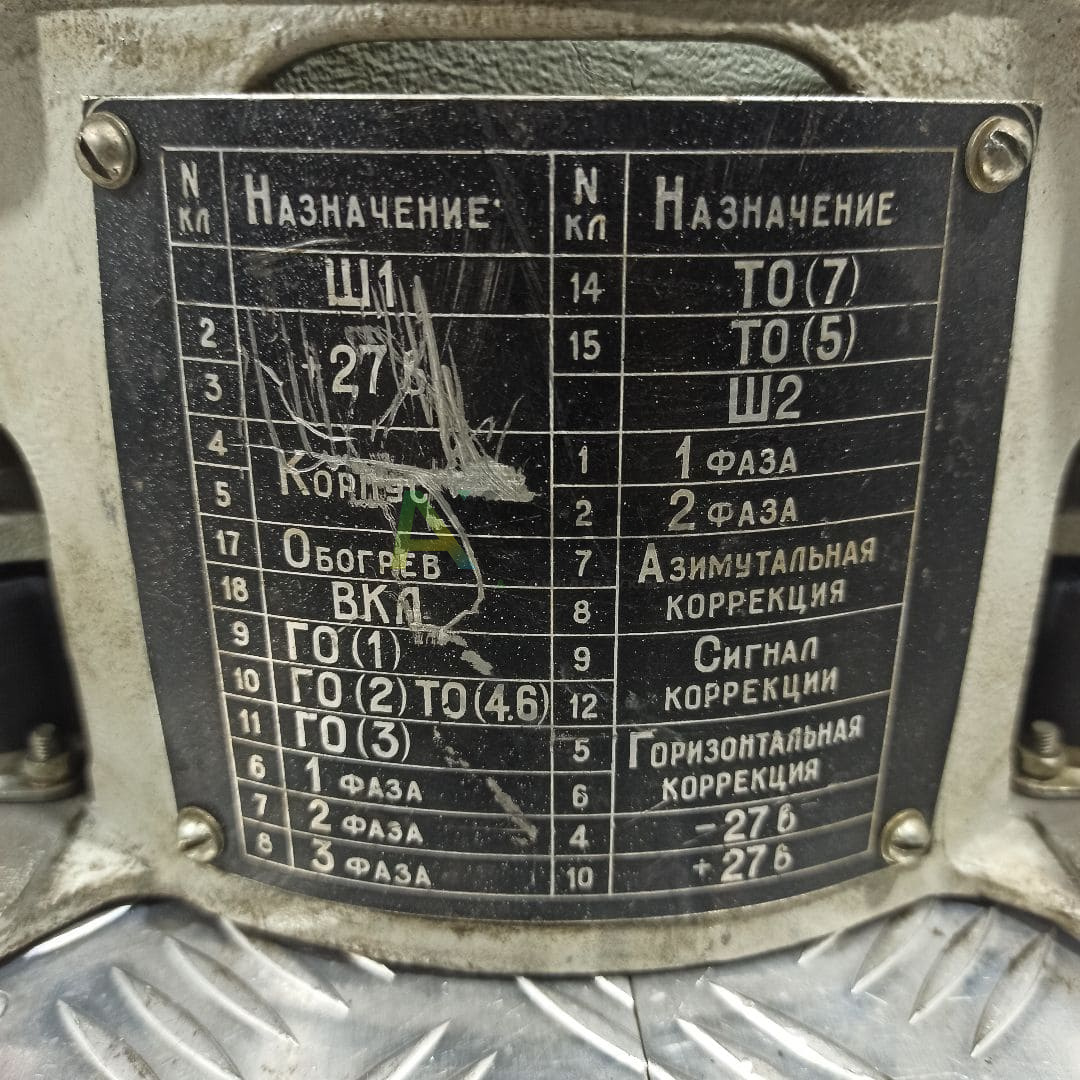 N кл НАЗНАЧЕНИЕ
Ш1
2
27 в
3
4
КОРПУС
5
17 ОБОГРЕВ
18 ВКЛ
9 ГО (1)
10 ГО (2) ТО (4.6)
11 ГО (3)
6 1 ФАЗА
7 2 ФАЗА
8 3 ФАЗА
N кл НАЗНАЧЕНИЕ
14 ТО (7)
15 ТО (5)
Ш2
1 1 ФАЗА
2 2 ФАЗА
7 АЗИМУТАЛЬНАЯ
8 КОРРЕКЦИЯ
9 СИГНАЛ
12 КОРРЕКЦИИ
5 ГОРИЗОНТАЛЬНАЯ
6 КОРРЕКЦИЯ
4 −27 в
10 +27 в